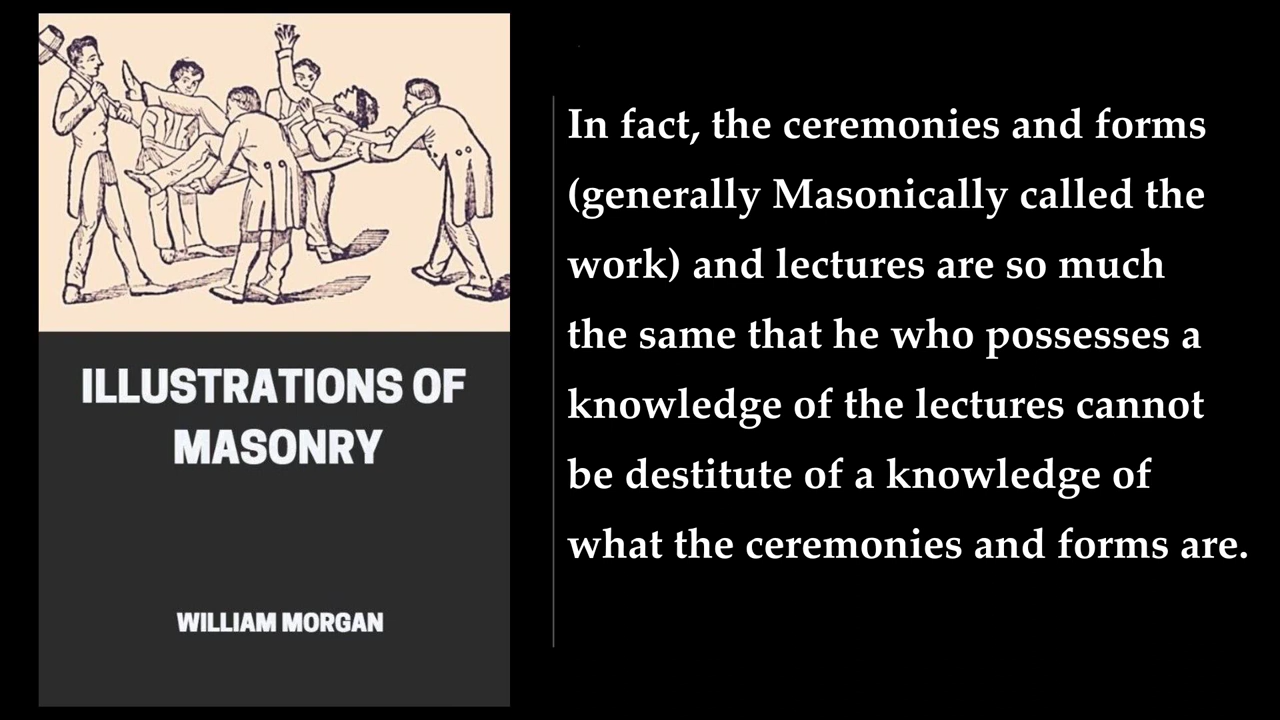 ILLUSTRATIONS OF
MASONRY
WILLIAM MORGAN
In fact, the ceremonies and forms
(generally Masonically called the
work) and lectures are so much
the same that he who possesses a
knowledge of the lectures cannot
be destitute of a knowledge of
what the ceremonies and forms are.